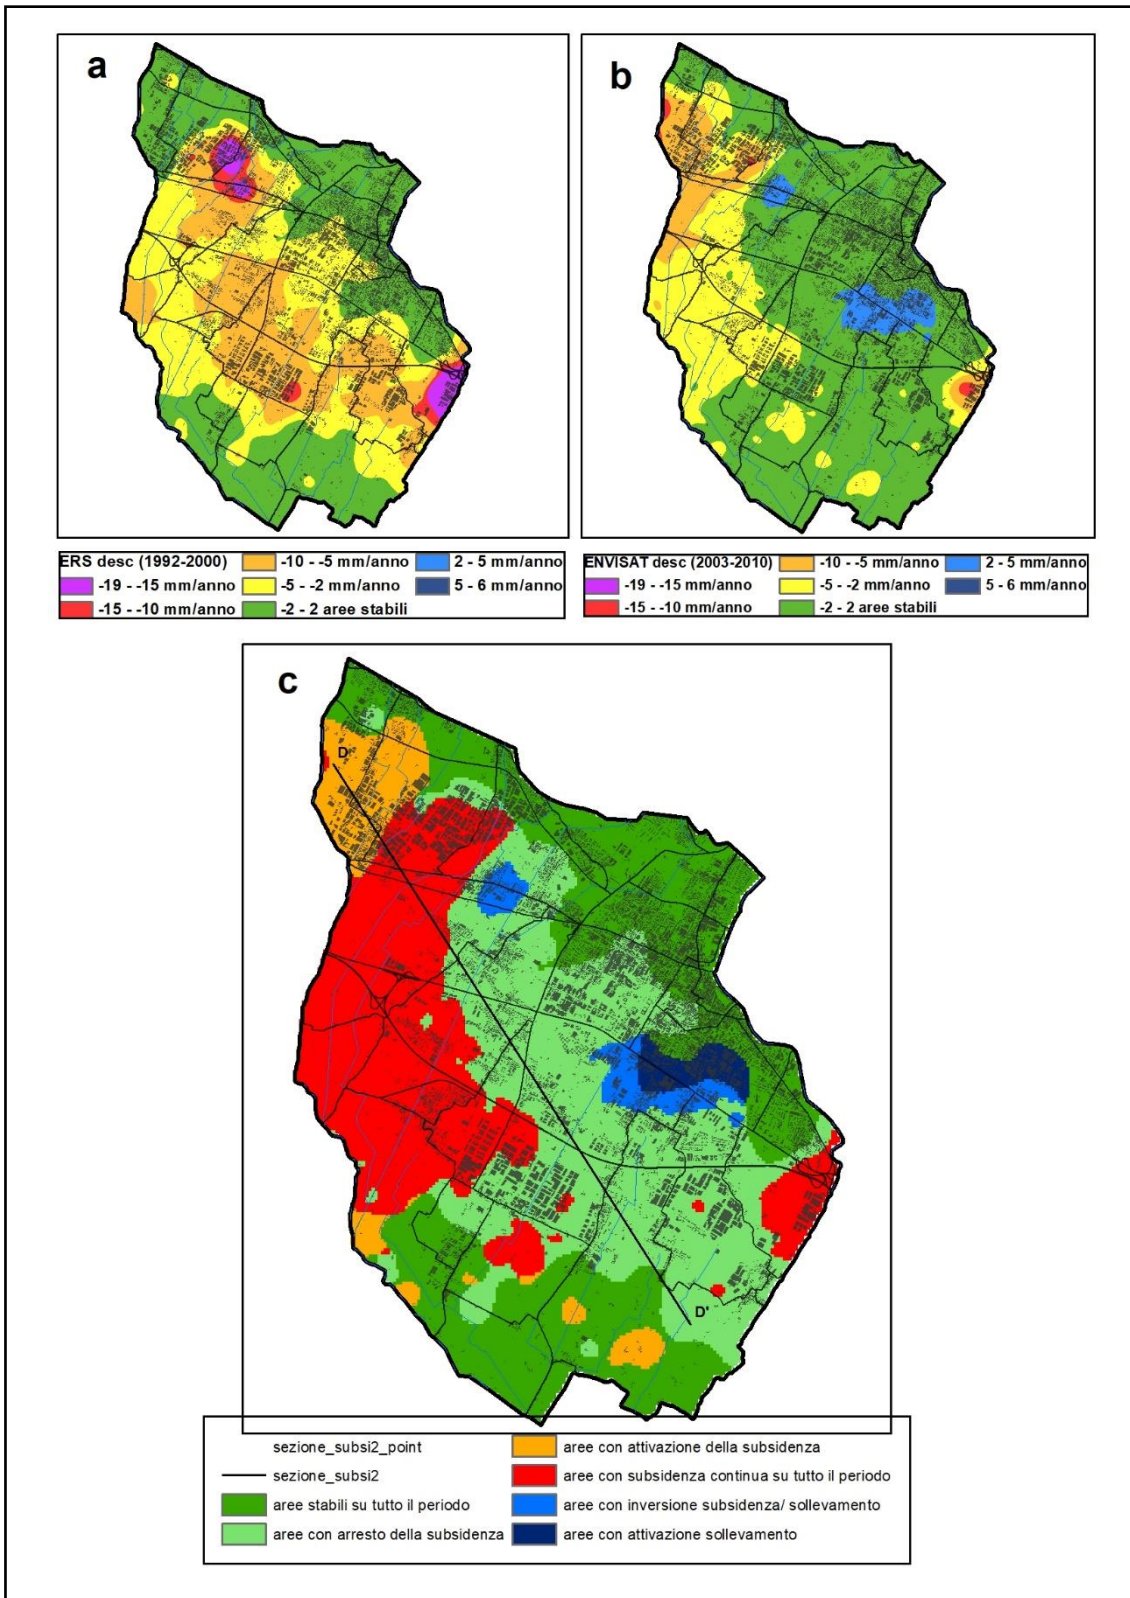 a
b
ERS desc (1992-2000)
-19 - -15 mm/anno
-15 - -10 mm/anno
-10 - -5 mm/anno
-5 - -2 mm/anno
-2 - 2 aree stabili
2 - 5 mm/anno
5 - 6 mm/anno
ENVISAT desc (2003-2010)
-19 - -15 mm/anno
-15 - -10 mm/anno
-10 - -5 mm/anno
-5 - -2 mm/anno
-2 - 2 aree stabili
2 - 5 mm/anno
5 - 6 mm/anno
c
D
D'
sezione_subsi2_point
sezione_subsi2
aree stabili su tutto il periodo
aree con arresto della subsidenza
aree con attivazione della subsidenza
aree con subsidenza continua su tutto il periodo
aree con inversione subsidenza/ sollevamento
aree con attivazione sollevamento